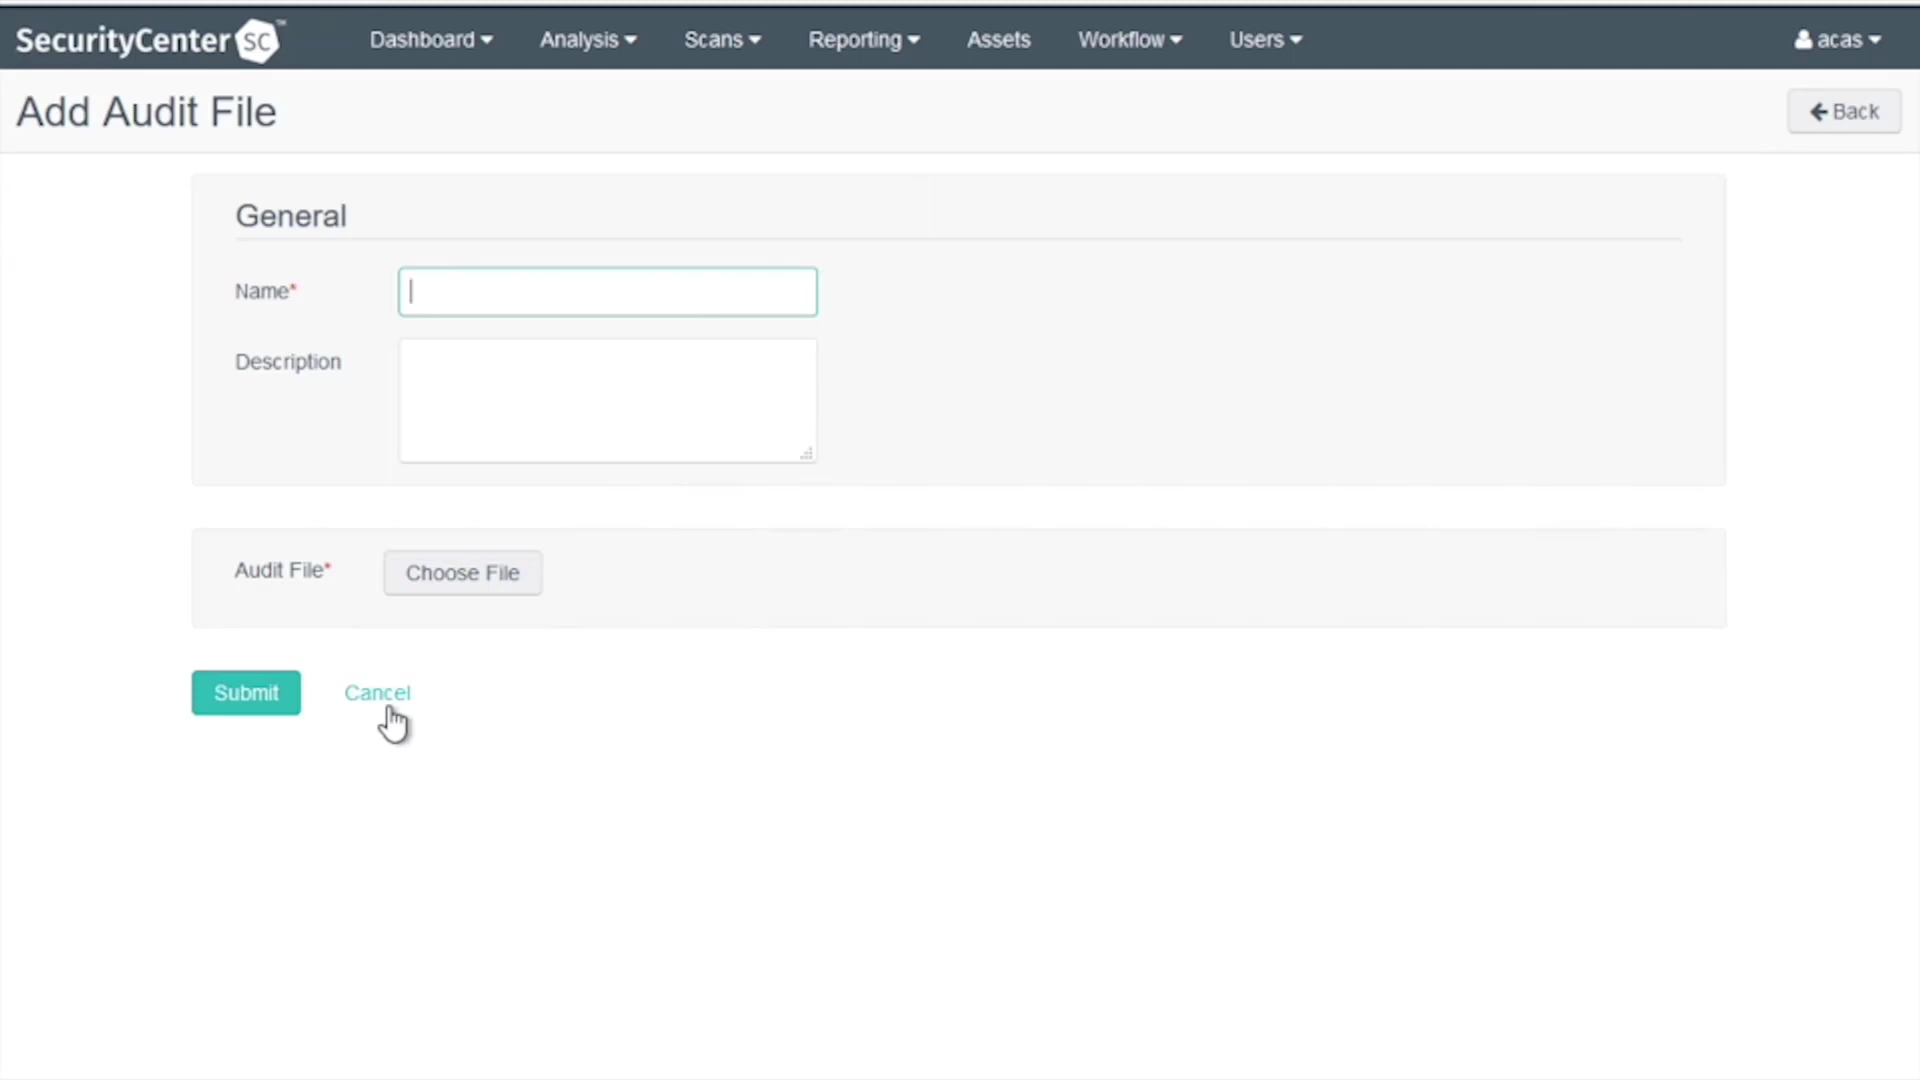 SecurityCenter SC™ Dashboard Analysis Scans Reporting Assets Workflow Users acas
Add Audit File
Back
General
Name*
Description
Audit File*
Choose File
Submit
Cancel